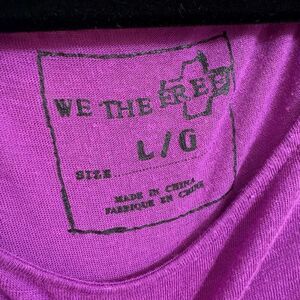 WE THE FREE
L/G
SIZE
MADE IN CHINA
FABRIQUE EN CHINE